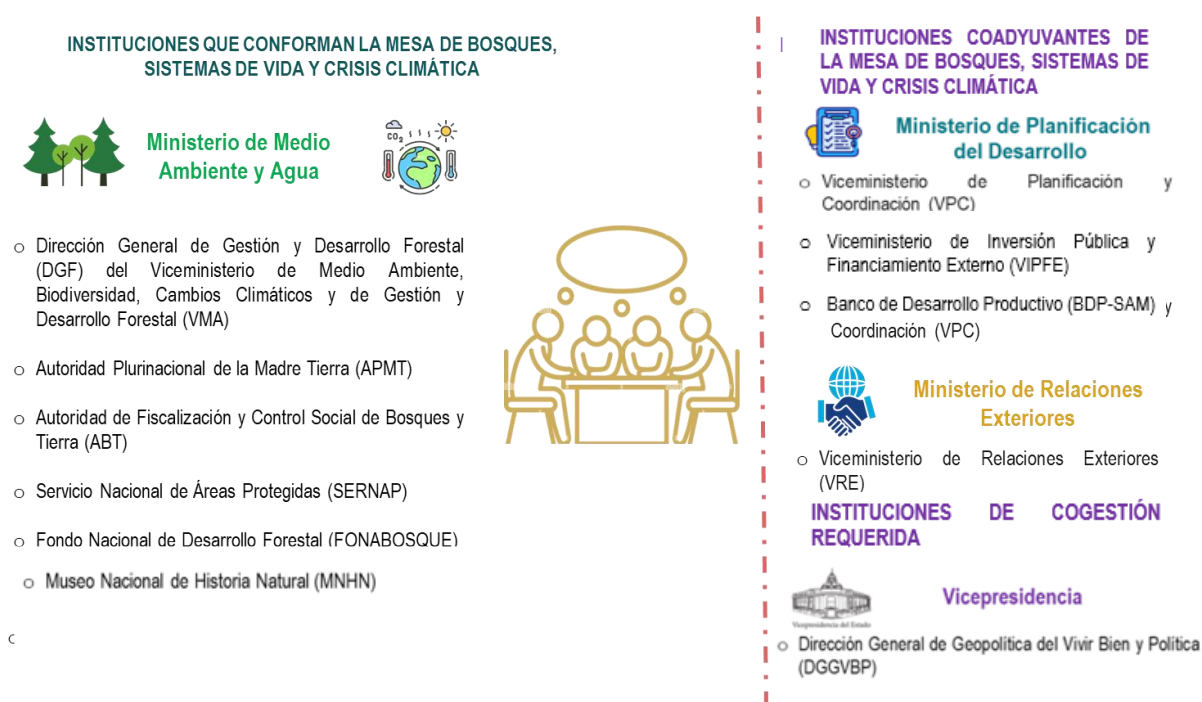 INSTITUCIONES QUE CONFORMAN LA MESA DE BOSQUES,
SISTEMAS DE VIDA Y CRISIS CLIMÁTICA
Ministerio de Medio
Ambiente y Agua
CO2
o Dirección General de Gestión y Desarrollo Forestal
(DGF) del Viceministerio de Medio Ambiente,
Biodiversidad, Cambios Climáticos y de Gestión y
Desarrollo Forestal (VMA)
o Autoridad Plurinacional de la Madre Tierra (APMT)
o Autoridad de Fiscalización y Control Social de Bosques y
Tierra (ABT)
o Servicio Nacional de Áreas Protegidas (SERNAP)
o Fondo Nacional de Desarrollo Forestal (FONABOSQUE)
o Museo Nacional de Historia Natural (MNHN)
INSTITUCIONES COADYUVANTES DE
LA MESA DE BOSQUES, SISTEMAS DE
VIDA Y CRISIS CLIMÁTICA
Ministerio de Planificación
del Desarrollo
o Viceministerio de Planificación y
Coordinación (VPC)
o Viceministerio de Inversión Pública y
Financiamiento Externo (VIPFE)
o Banco de Desarrollo Productivo (BDP-SAM) y
Coordinación (VPC)
Ministerio de Relaciones
Exteriores
o Viceministerio de Relaciones Exteriores
(VRE)
INSTITUCIONES DE COGESTIÓN
REQUERIDA
Vicepresidencia
Vicepresidencia del Estado
o Dirección General de Geopolítica del Vivir Bien y Política
(DGGVBP)